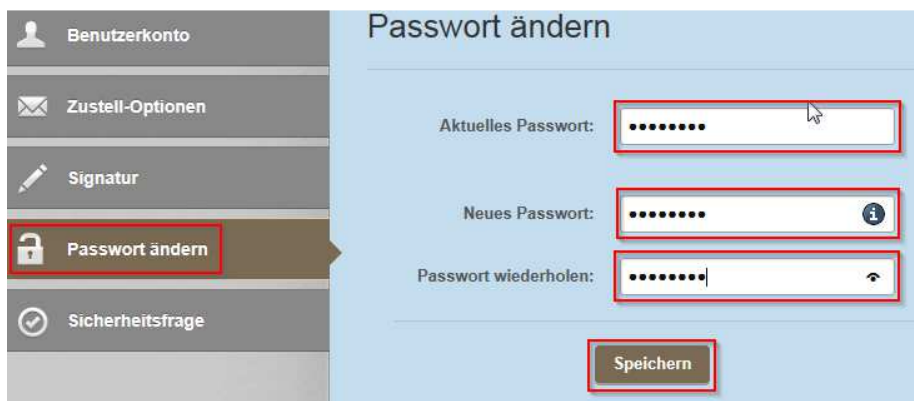 Benutzerkonto
Zustell-Optionen
Signatur
Passwort ändern
Sicherheitsfrage
Passwort ändern
Aktuelles Passwort: ••••••••
Neues Passwort: ••••••••
Passwort wiederholen: ••••••••
Speichern